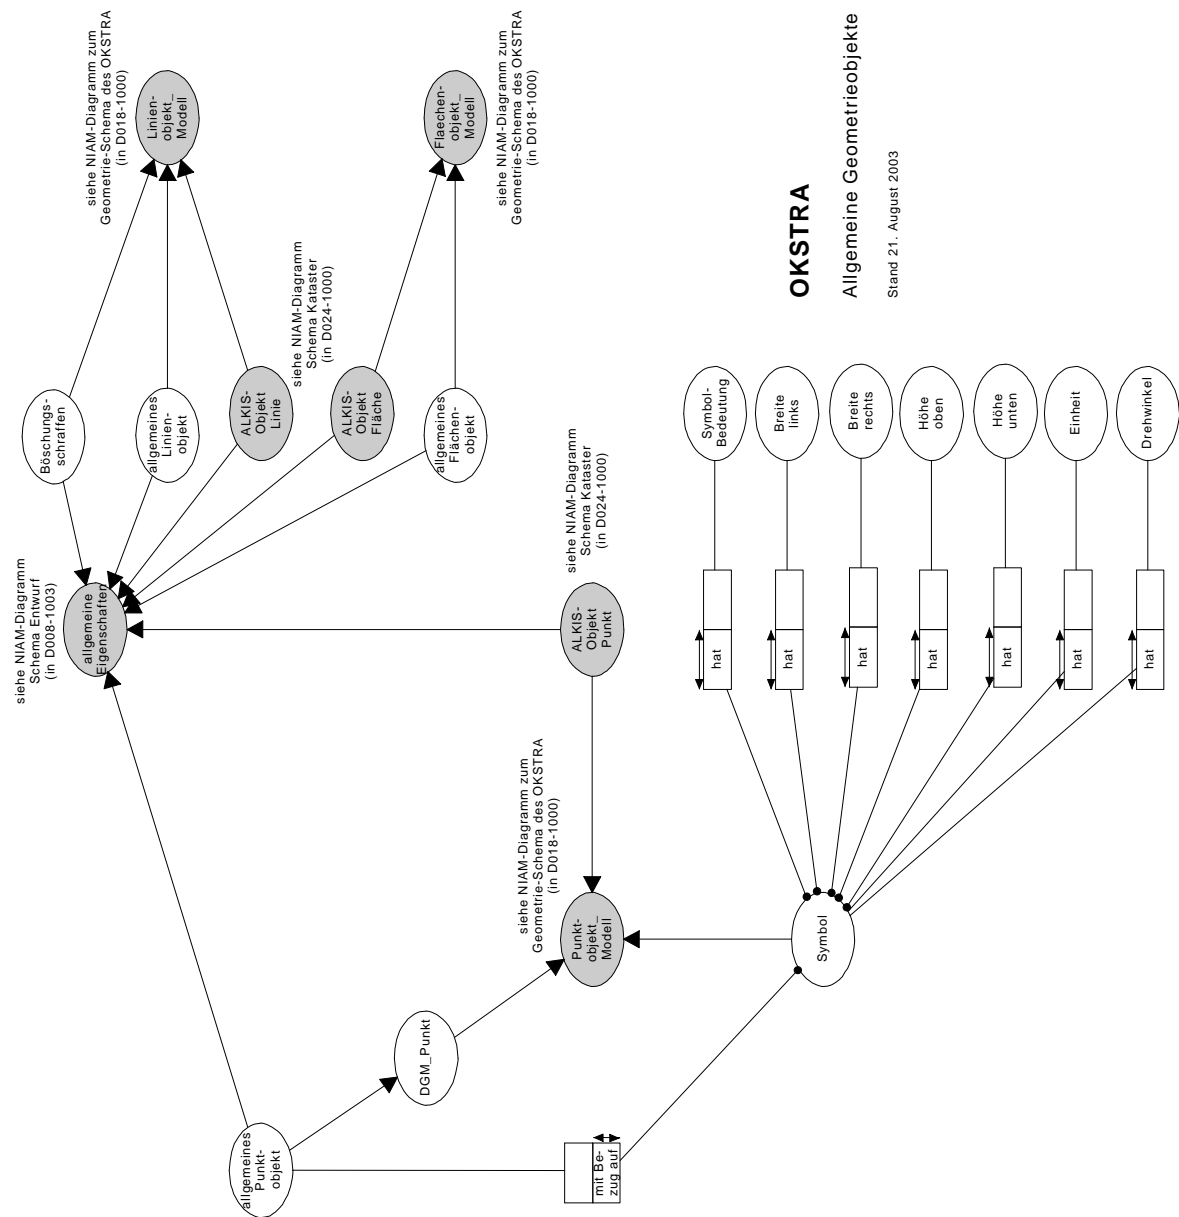 siehe NIAM-Diagramm zum
Geometrie-Schema des OKSTRA
(in D018-1000)
Linien-
objekt_
Modell
siehe NIAM-Diagramm zum
Geometrie-Schema des OKSTRA
(in D018-1000)
Flaechen-
objekt_
Modell
OKSTRA
Allgemeine Geometrieobjekte
Stand 21. August 2003
Böschungs-
schraffen
allgemeines
Linien-
objekt
ALKIS-
Objekt
Linie
siehe NIAM-Diagramm
Schema Kataster
(in D024-1000)
ALKIS-
Objekt
Fläche
allgemeines
Flächen-
objekt
Symbol-
Bedeutung
Breite
links
Breite
rechts
Höhe
oben
Höhe
unten
Einheit
Drehwinkel
siehe NIAM-Diagramm
Schema Entwurf
(in D008-1003)
allgemeine
Eigenschaften
siehe NIAM-Diagramm
Schema Kataster
(in D024-1000)
ALKIS-
Objekt
Punkt
hat
hat
hat
hat
hat
hat
hat
siehe NIAM-Diagramm zum
Geometrie-Schema des OKSTRA
(in D018-1000)
Punkt-
objekt_
Modell
Symbol
DGM_Punkt
allgemeines
Punkt-
objekt
mit Be-
zug auf